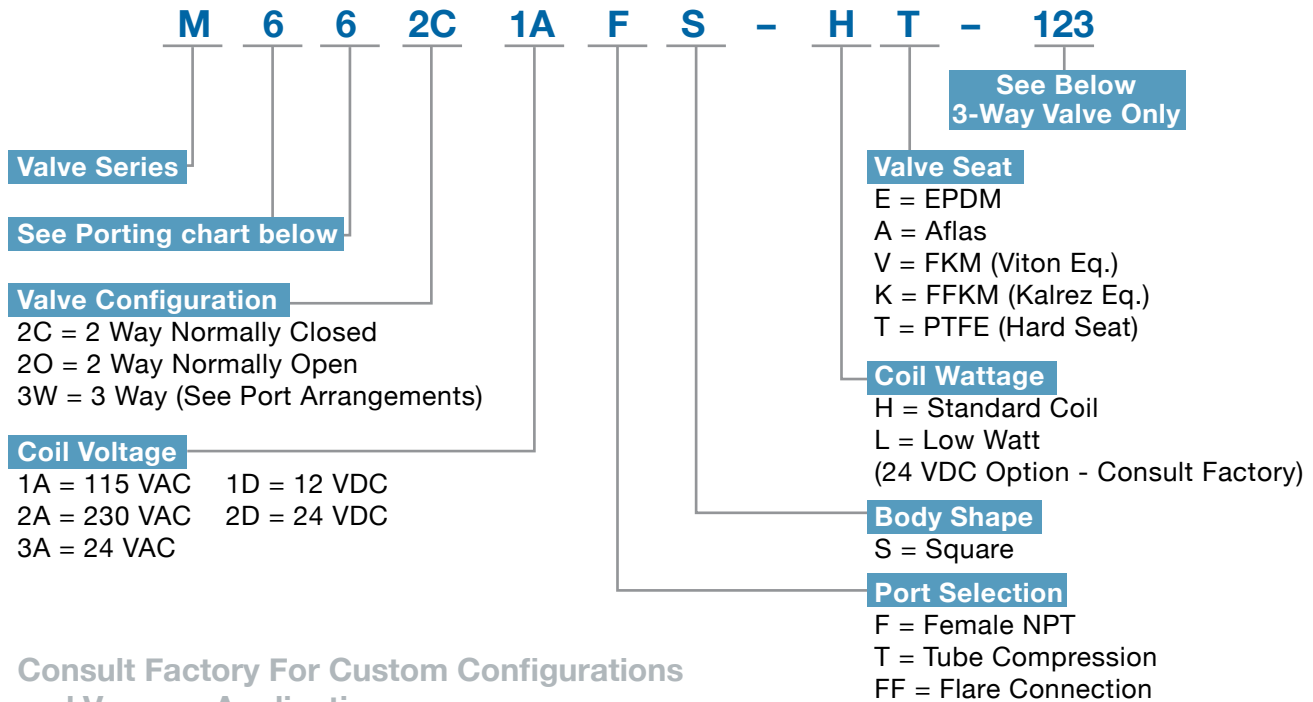 M 6 6 2C 1A F S – H T – 123
See Below
3-Way Valve Only
Valve Series
See Porting chart below
Valve Configuration
2C = 2 Way Normally Closed
2O = 2 Way Normally Open
3W = 3 Way (See Port Arrangements)
Coil Voltage
1A = 115 VAC 1D = 12 VDC
2A = 230 VAC 2D = 24 VDC
3A = 24 VAC
Valve Seat
E = EPDM
A = Aflas
V = FKM (Viton Eq.)
K = FFKM (Kalrez Eq.)
T = PTFE (Hard Seat)
Coil Wattage
H = Standard Coil
L = Low Watt
(24 VDC Option - Consult Factory)
Body Shape
S = Square
Port Selection
F = Female NPT
T = Tube Compression
FF = Flare Connection
Consult Factory For Custom Configurations